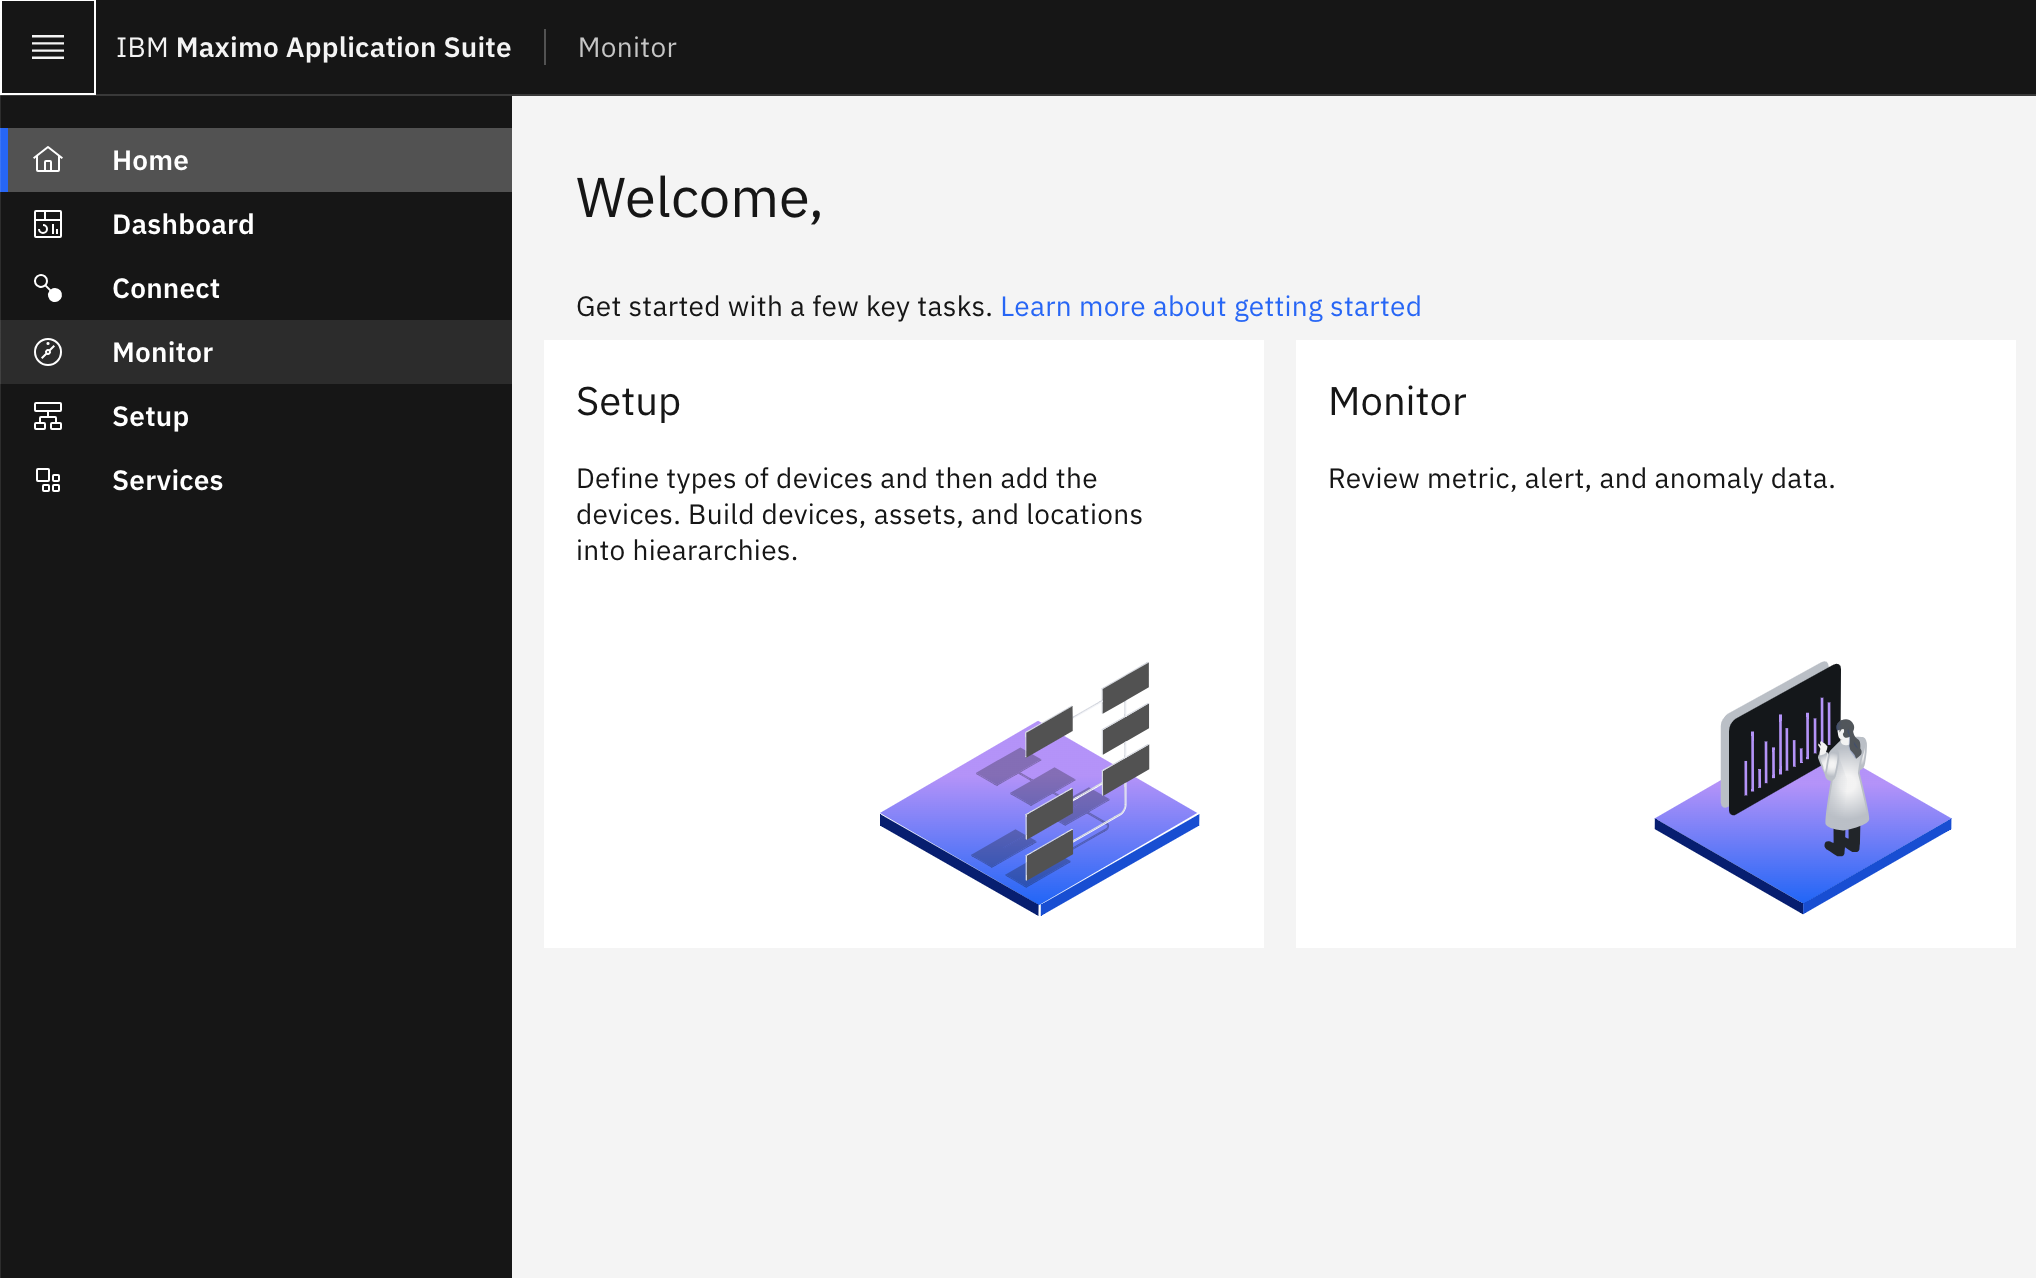 IBM Maximo Application Suite Monitor
Home
Dashboard
Connect
Monitor
Setup
Services
Welcome,
Get started with a few key tasks. Learn more about getting started
Setup
Define types of devices and then add the
devices. Build devices, assets, and locations
into hieararchies.
Monitor
Review metric, alert, and anomaly data.